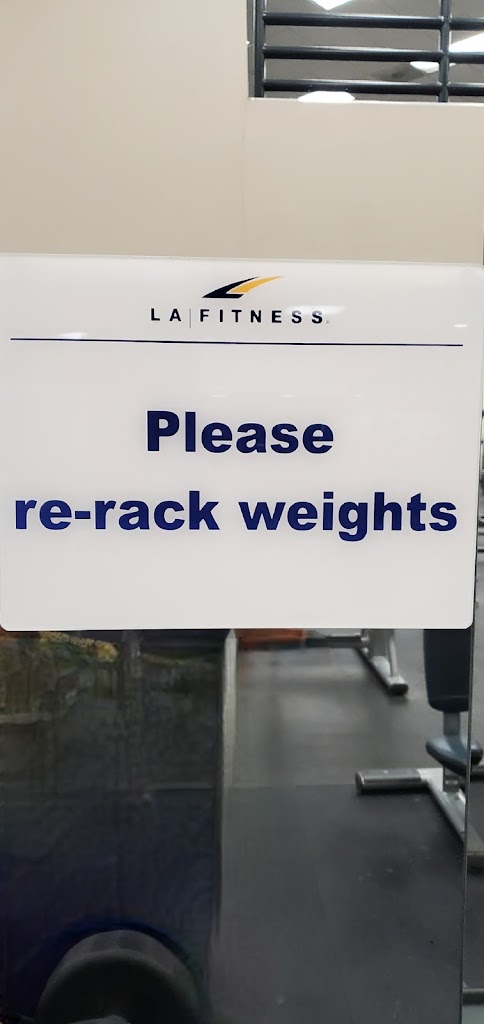 LA|FITNESS.
Please
re-rack weights